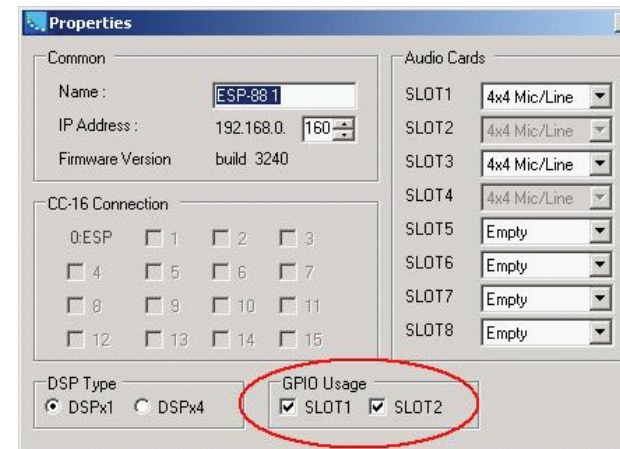 Properties
Common
Name :
ESP-88 1
IP Address :
192.168.0. 160
Firmware Version
build 3240
CC-16 Connection
0:ESP 1 2 3
4 5 6 7
8 9 10 11
12 13 14 15
DSP Type
DSPx1 DSPx4
GPIO Usage
SLOT1 SLOT2
Audio Cards
SLOT1 4x4 Mic/Line
SLOT2 4x4 Mic/Line
SLOT3 4x4 Mic/Line
SLOT4 4x4 Mic/Line
SLOT5 Empty
SLOT6 Empty
SLOT7 Empty
SLOT8 Empty